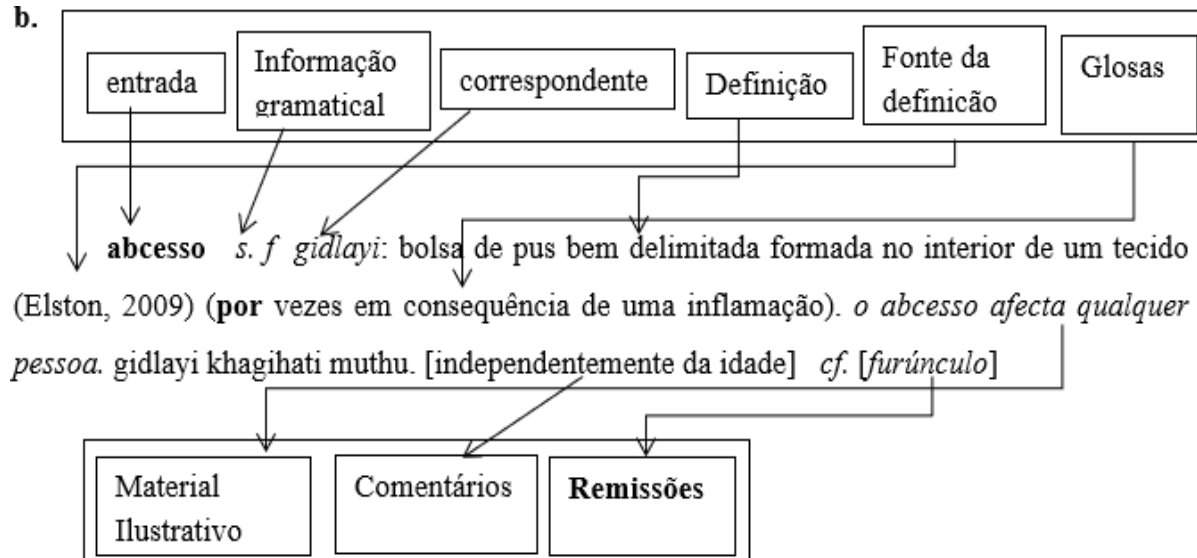 b.
entrada
Informação
gramatical
correspondente
Definição
Fonte da
definicão
Glosas
abcesso s. f gidlayi: bolsa de pus bem delimitada formada no interior de um tecido
(Elston, 2009) (por vezes em consequência de uma inflamação). o abcesso afecta qualquer
pessoa. gidlayi khagihati muthu. [independentemente da idade] cf. [furúnculo]
Material
Ilustrativo
Comentários
Remissões